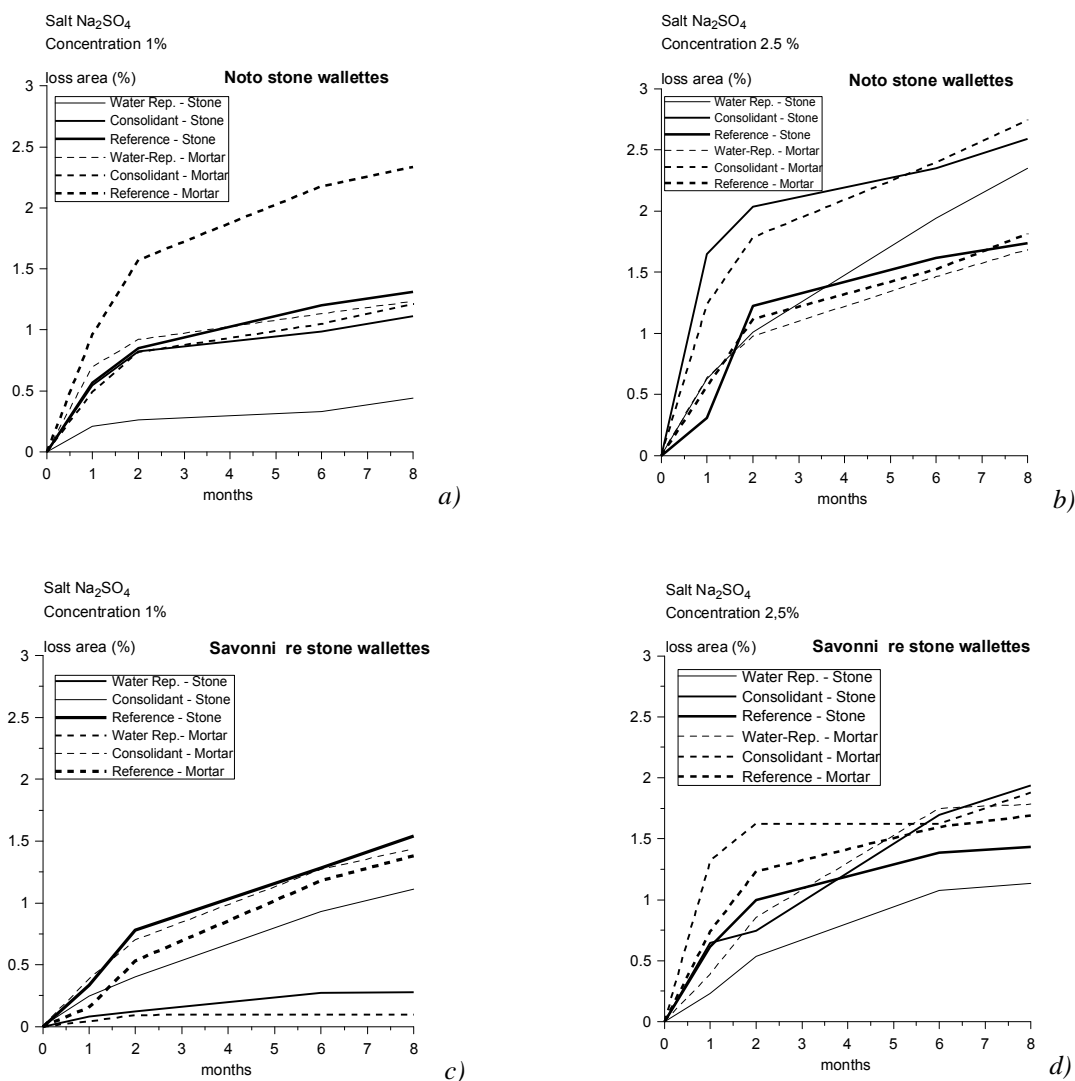 Salt Na₂SO₄
Concentration 1%
loss area (%)
Noto stone wallettes
3
2.5
2
1.5
1
0.5
0
Water Rep. - Stone
Consolidant - Stone
Reference - Stone
Water-Rep. - Mortar
Consolidant - Mortar
Reference - Mortar
0 1 2 3 4 5 6 7 8
months
a)
Salt Na₂SO₄
Concentration 2.5 %
loss area (%)
Noto stone wallettes
3
2.5
2
1.5
1
0.5
0
Water Rep. - Stone
Consolidant - Stone
Reference - Stone
Water-Rep. - Mortar
Consolidant - Mortar
Reference - Mortar
0 1 2 3 4 5 6 7 8
months
b)
Salt Na₂SO₄
Concentration 1%
loss area (%)
Savonni re stone wallettes
3
2.5
2
1.5
1
0.5
0
Water Rep. - Stone
Consolidant - Stone
Reference - Stone
Water Rep.- Mortar
Consolidant - Mortar
Reference - Mortar
0 1 2 3 4 5 6 7 8
months
c)
Salt Na₂SO₄
Concentration 2,5%
loss area (%)
Savonni re stone wallettes
3
2.5
2
1.5
1
0.5
0
Water Rep. - Stone
Consolidant - Stone
Reference - Stone
Water-Rep. - Mortar
Consolidant - Mortar
Reference - Mortar
0 1 2 3 4 5 6 7 8
months
d)